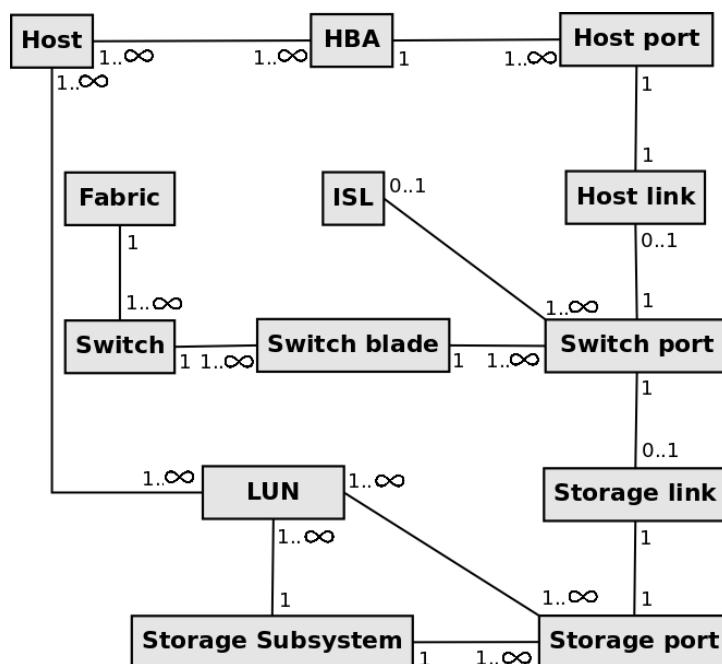 Host
HBA
Host port
1..∞
1..∞
1
1..∞
1..∞
1
1
Fabric
ISL
0..1
Host link
1
0..1
1..∞
1..∞
1
Switch
Switch blade
Switch port
1
1..∞
1
1..∞
1
0..1
1..∞
LUN
1..∞
Storage link
1..∞
1
1
1..∞
1
Storage Subsystem
Storage port
1
1..∞